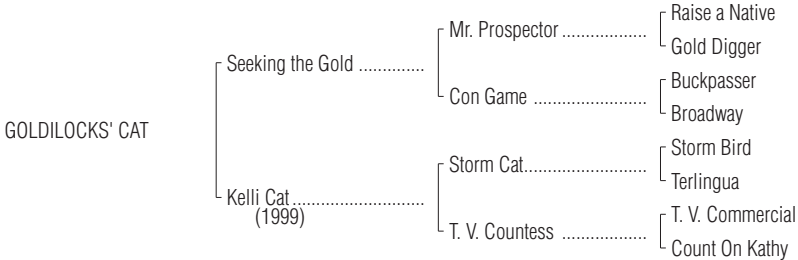 Raise a Native
Mr. Prospector ..................
Gold Digger
Seeking the Gold ..............
Buckpasser
Con Game ........................
Broadway
GOLDILOCKS' CAT
Storm Bird
Storm Cat..........................
Terlingua
Kelli Cat............................
(1999)
T. V. Commercial
T. V. Countess ..................
Count On Kathy